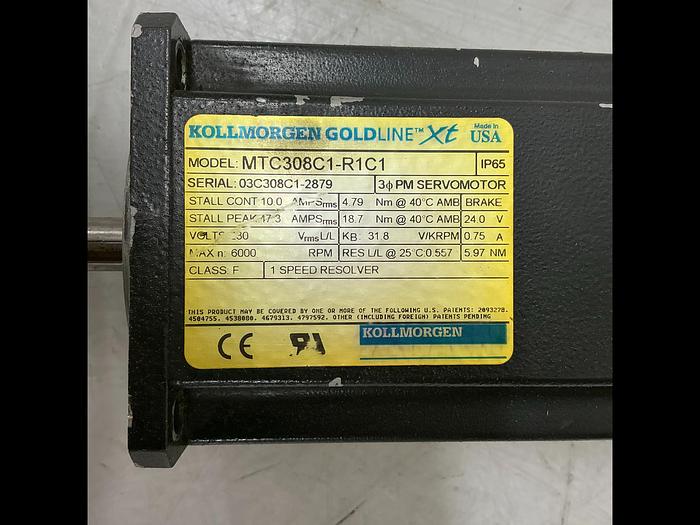 KOLLMORGEN GOLDLINE™ Xt Made In USA
MODEL: MTC308C1-R1C1 IP65
SERIAL: 03C308C1-2879 3ϕ PM SERVOMOTOR
STALL CONT 10.0 AMPSrms 4.79 Nm @ 40°C AMB BRAKE
STALL PEAK 47.3 AMPSrms 18.7 Nm @ 40°C AMB 24.0 V
VOLTS Vrms L/L KB: 31.8 V/KRPM 0.75 A
MAX n: 6000 RPM RES L/L @ 25°C 0.557 5.97 NM
CLASS F 1 SPEED RESOLVER
THIS PRODUCT MAY BE COVERED BY ONE OR MORE OF THE FOLLOWING U.S. PATENTS: 2093278.
4504755. 4538080. 4679313. 4797592. OTHER (INCLUDING FOREIGN) PATENTS PENDING
CE
KOLLMORGEN